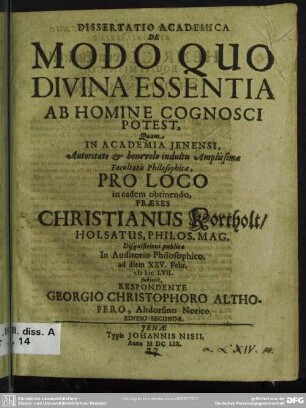 DISSERTATIO ACADEMICA
DE
MODO QUO
DIVINA ESSENTIA
AB HOMINE COGNOSCI
POTEST,
Quam
IN ACADEMIA JENENSI,
Autoritate & benevolo indultu Amplissimæ
Facultatis Philosophicæ,
PRO LOCO
in eadem obtinendo,
PRÆSES
CHRISTIANUS Kortholt/
HOLSATUS, PHILOS. MAG.
Disquisitioni publicæ
In Auditorio Philosophico,
ad diem XXV. Febr.
LVII.
subjicit,
RESPONDENTE
GEORGIO CHRISTOPHORO ALTHO-
FERO, Altdorfino Norico.
EDITIO SECUNDA.
JENÆ
Typis JOHANNIS NISII,
Anno M DC LIX.
diss. A
14